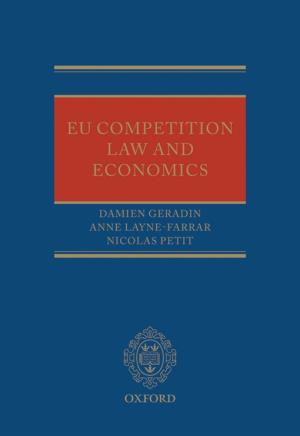 EU COMPETITION
LAW AND
ECONOMICS
DAMIEN GERADIN
ANNE LAYNE-FARRAR
NICOLAS PETIT
OXFORD